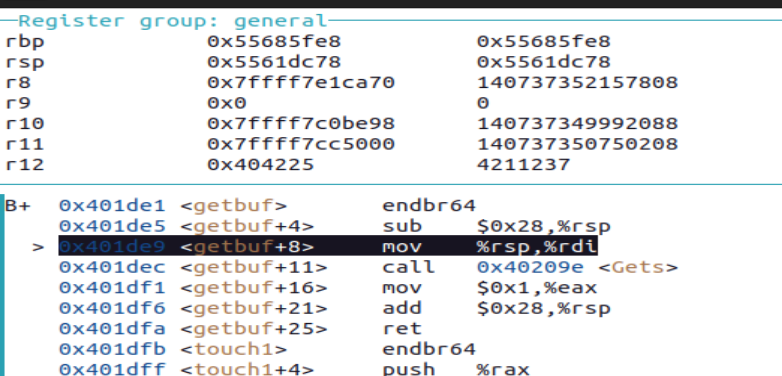 Register group: general
rbp 0x55685fe8 0x55685fe8
rsp 0x5561dc78 0x5561dc78
r8 0x7ffff7e1ca70 140737352157808
r9 0x0 0
r10 0x7ffff7c0be98 140737349992088
r11 0x7ffff7cc5000 140737350750208
r12 0x404225 4211237
B+ 0x401de1 <getbuf> endbr64
0x401de5 <getbuf+4> sub $0x28,%rsp
> 0x401de9 <getbuf+8> mov %rsp,%rdi
0x401dec <getbuf+11> call 0x40209e <Gets>
0x401df1 <getbuf+16> mov $0x1,%eax
0x401df6 <getbuf+21> add $0x28,%rsp
0x401dfa <getbuf+25> ret
0x401dfb <touch1> endbr64
0x401dff <touch1+4> push %rax